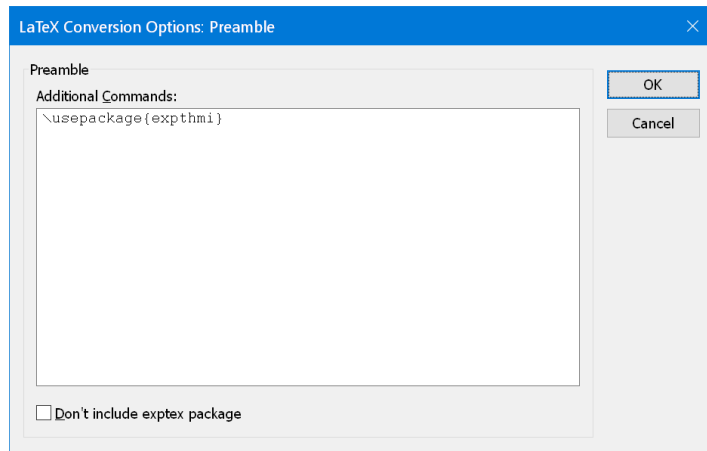 LaTeX Conversion Options: Preamble
Preamble
OK
Additional Commands:
\usepackage{expthmi}
Cancel
Don't include exptex package